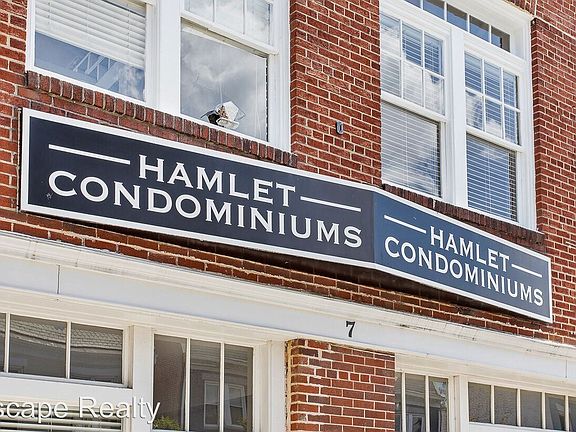 HAMLET
CONDOMINIUMS
HAMLET
CONDOMINIUMS
7
scape Realty